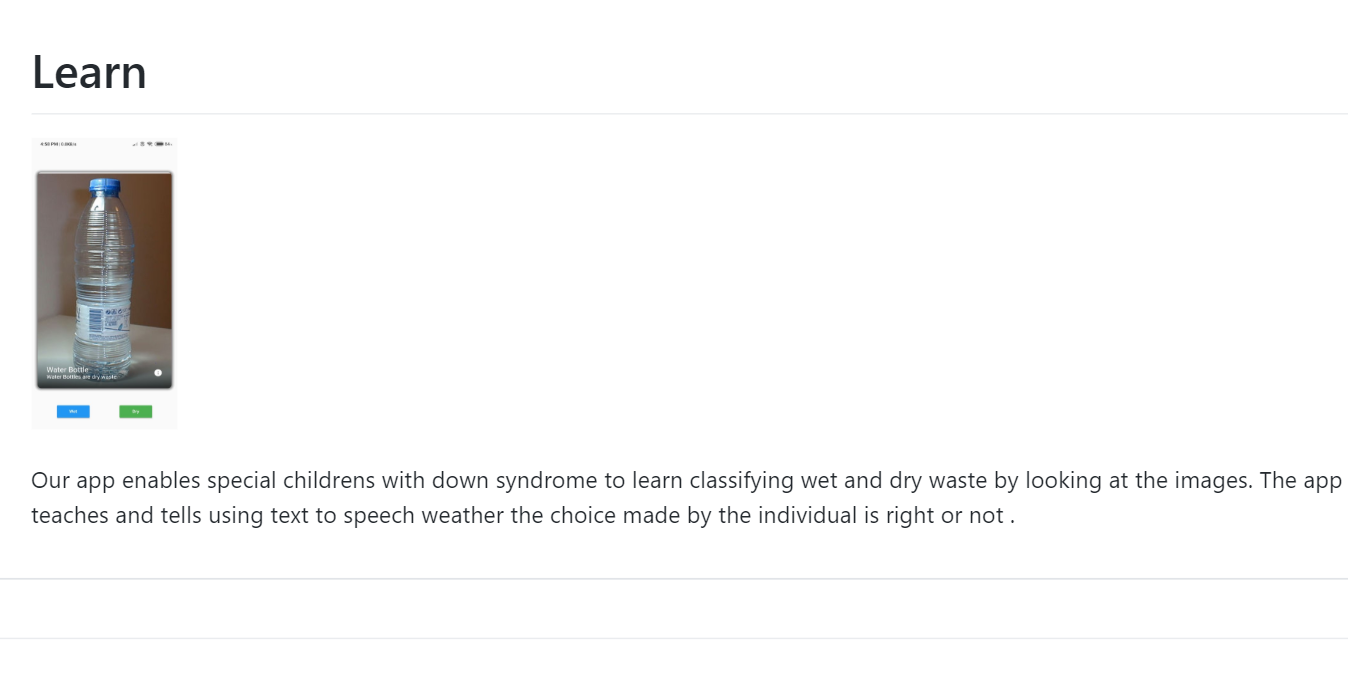 Learn
4:50 PM | 0.0KB/s
Water Bottle
Water Bottles are dry waste
Wet
Dry
Our app enables special childrens with down syndrome to learn classifying wet and dry waste by looking at the images. The app
teaches and tells using text to speech weather the choice made by the individual is right or not .